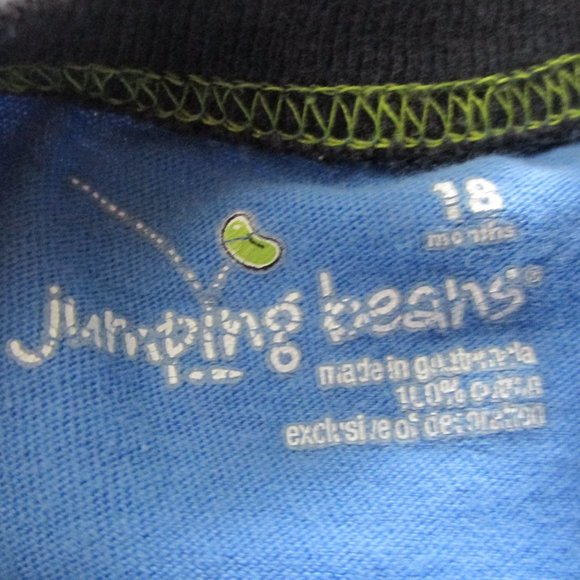 18
months
jumping beans®
made in guatemala
100% cotton
exclusive of decoration